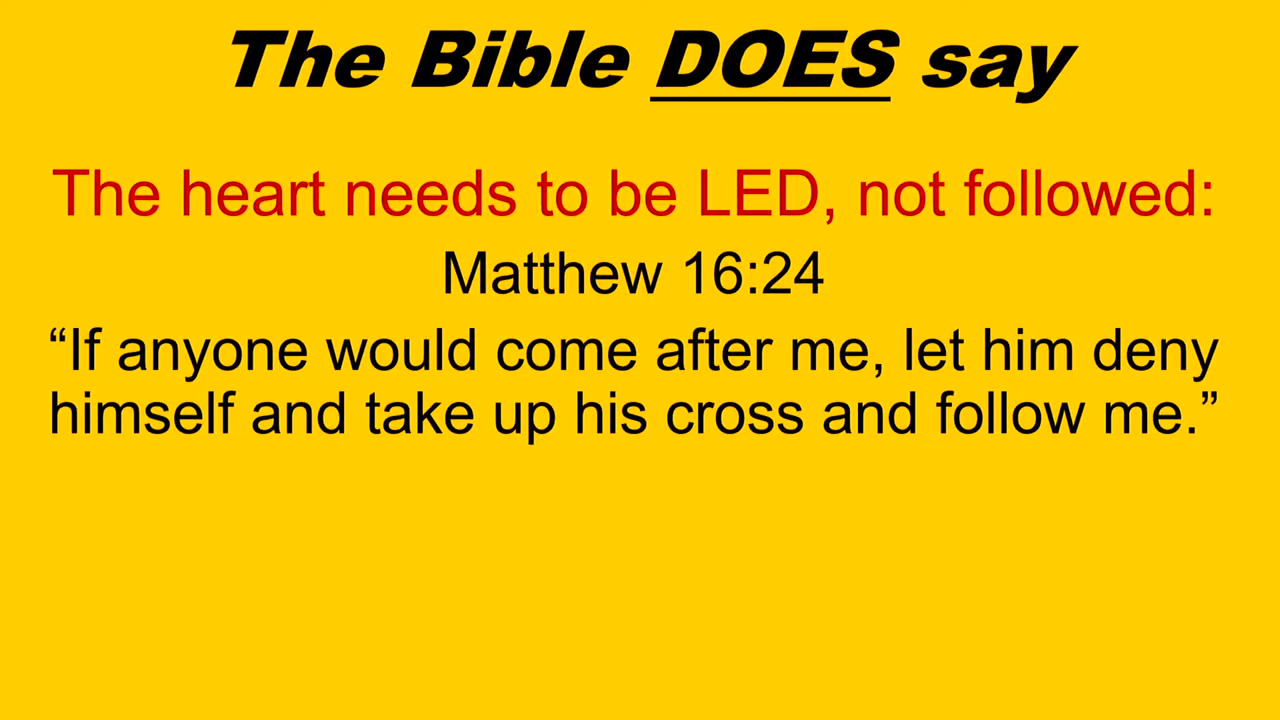 The Bible DOES say
The heart needs to be LED, not followed:
Matthew 16:24
“If anyone would come after me, let him deny
himself and take up his cross and follow me.”